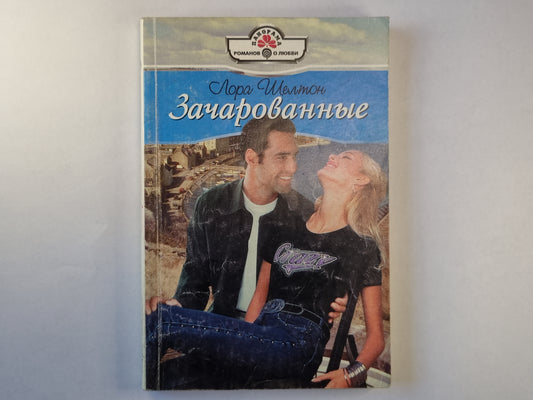 ПАНОРАМА
РОМАНОВ О ЛЮБВИ
Лора Шелтон
Зачарованные